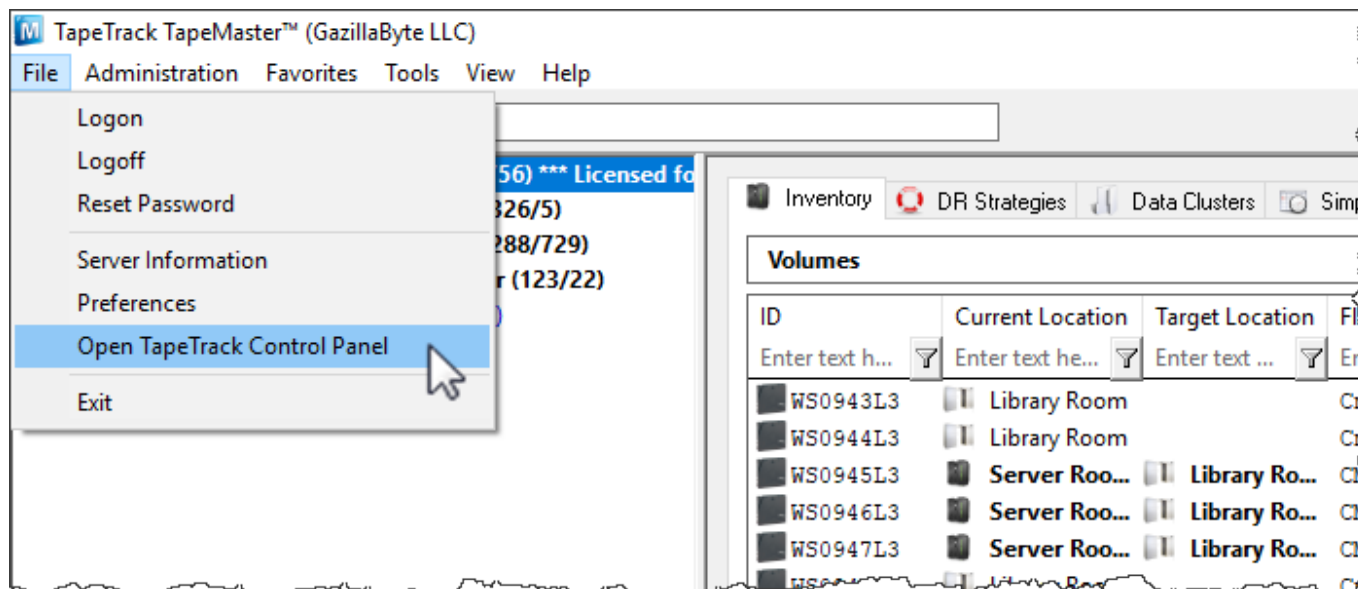 TapeTrack TapeMaster™ (GazillaByte LLC)
File Administration Favorites Tools View Help
Logon
Logoff
Reset Password
Server Information
Preferences
Open TapeTrack Control Panel
Exit
56) *** Licensed fo
326/5)
288/729)
r (123/22)
)
Inventory DR Strategies Data Clusters Simp
Volumes
ID Current Location Target Location
Enter text h... Enter text he... Enter text ...
WS0943L3 Library Room
WS0944L3 Library Room
WS0945L3 Server Roo... Library Ro...
WS0946L3 Server Roo... Library Ro...
WS0947L3 Server Roo... Library Ro...